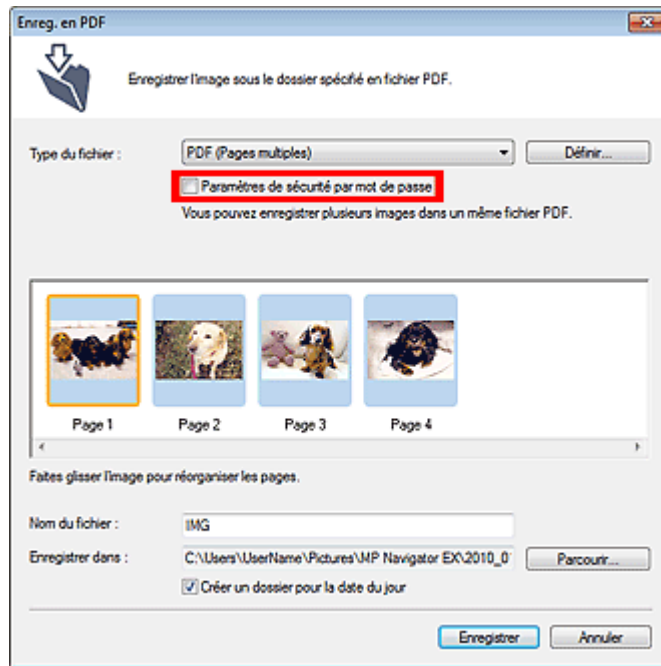 Enreg. en PDF
Enregistrer l'image sous le dossier spécifié en fichier PDF.
Type du fichier :
PDF (Pages multiples)
Définir...
Paramètres de sécurité par mot de passe
Vous pouvez enregistrer plusieurs images dans un même fichier PDF.
Page 1 Page 2 Page 3 Page 4
Faites glisser l'image pour réorganiser les pages.
Nom du fichier :
IMG
Enregistrer dans :
C:\Users\UserName\Pictures\MP Navigator EX\2010_0
Parcourir...
Créer un dossier pour la date du jour
Enregistrer
Annuler